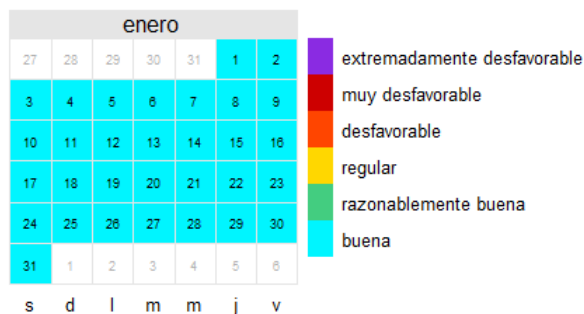 enero
27 28 29 30 31 1 2
3 4 5 6 7 8 9
10 11 12 13 14 15 16
17 18 19 20 21 22 23
24 25 26 27 28 29 30
31 1 2 3 4 5 6
s d l m m j v
extremadamente desfavorable
muy desfavorable
desfavorable
regular
razonablemente buena
buena